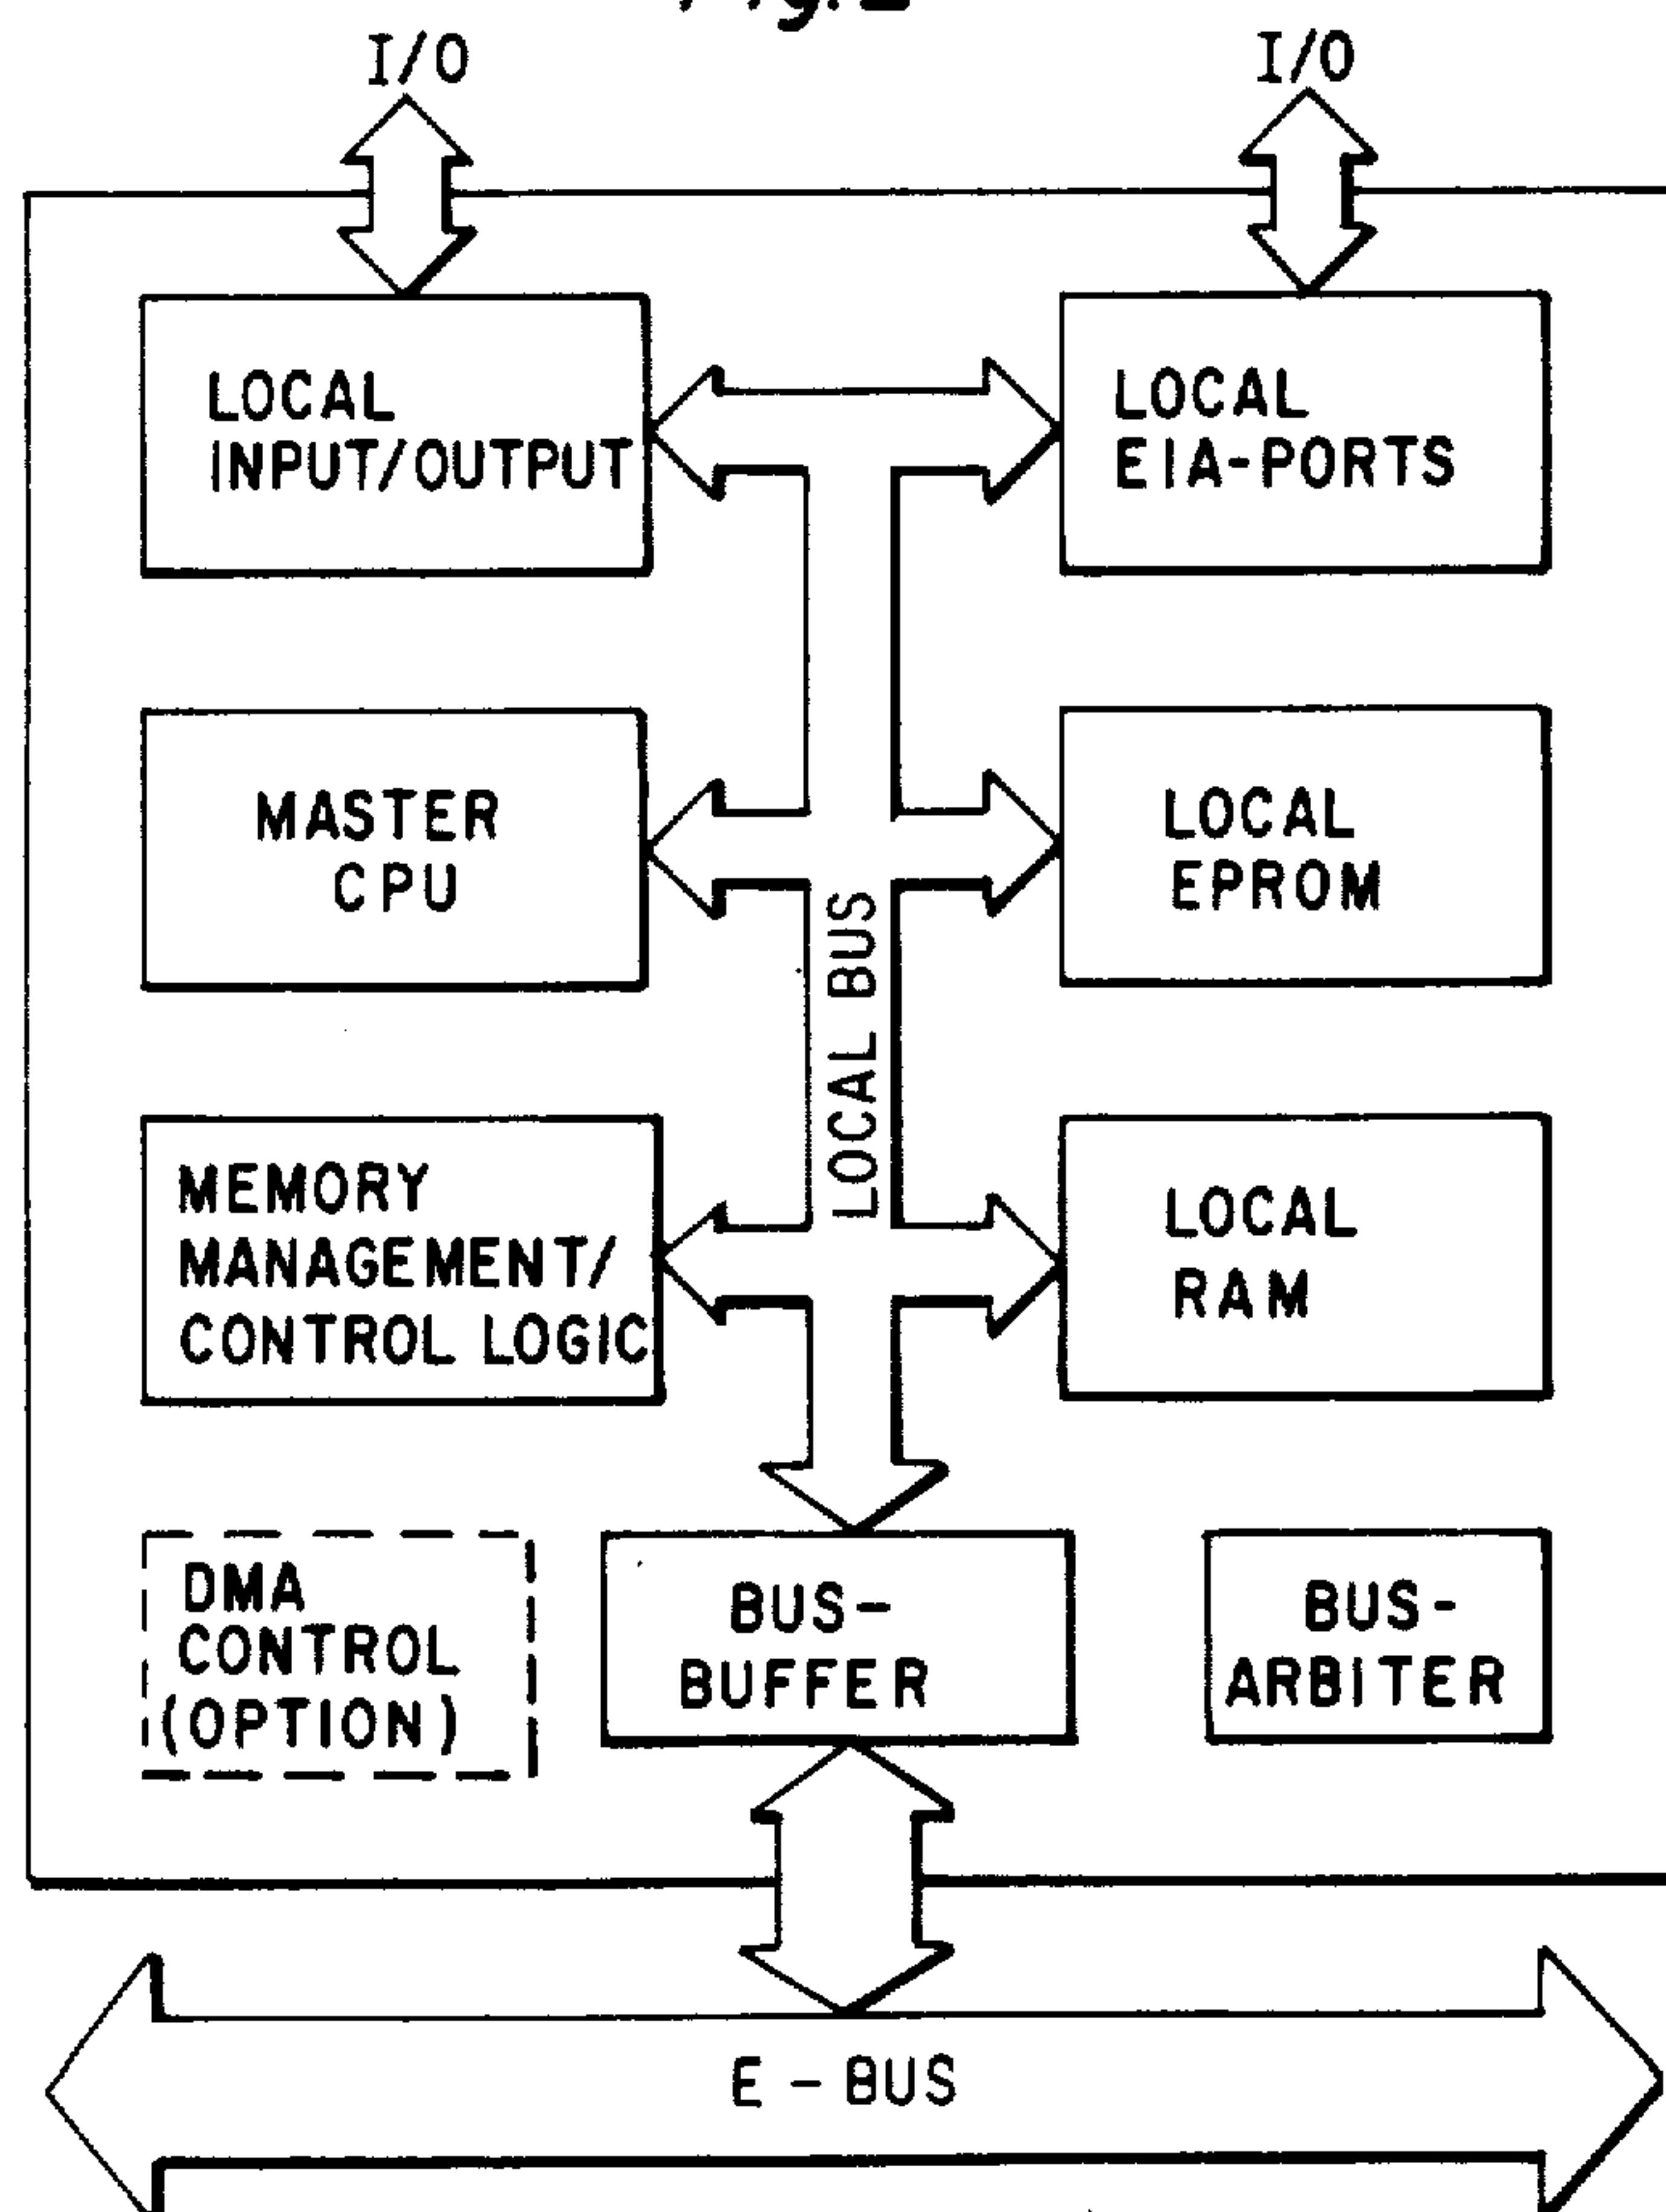 I/O
I/O
LOCAL
INPUT/OUTPUT
LOCAL
EIA-PORTS
MASTER
CPU
LOCAL
EPROM
LOCAL BUS
MEMORY
MANAGEMENT/
CONTROL LOGIC
LOCAL
RAM
DMA
CONTROL
(OPTION)
BUS-
BUFFER
BUS-
ARBITER
E-BUS